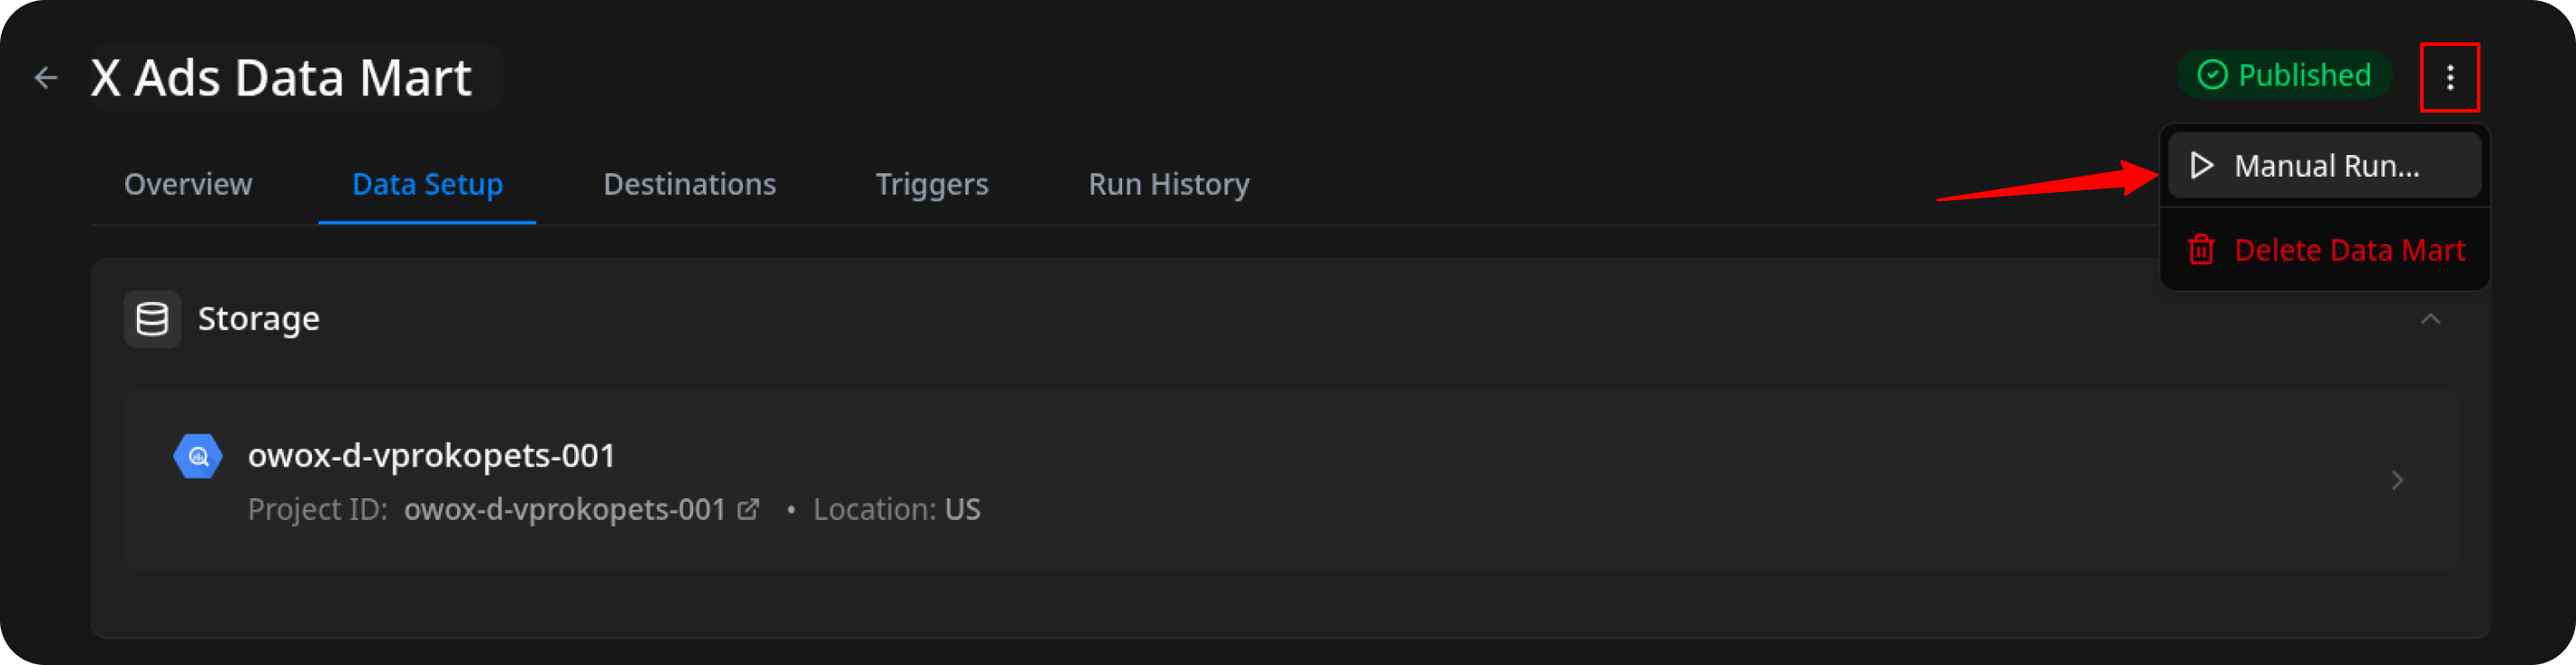 X Ads Data Mart
Published
Manual Run...
Delete Data Mart
Overview
Data Setup
Destinations
Triggers
Run History
Storage
owox-d-vprokopets-001
Project ID: owox-d-vprokopets-001 • Location: US